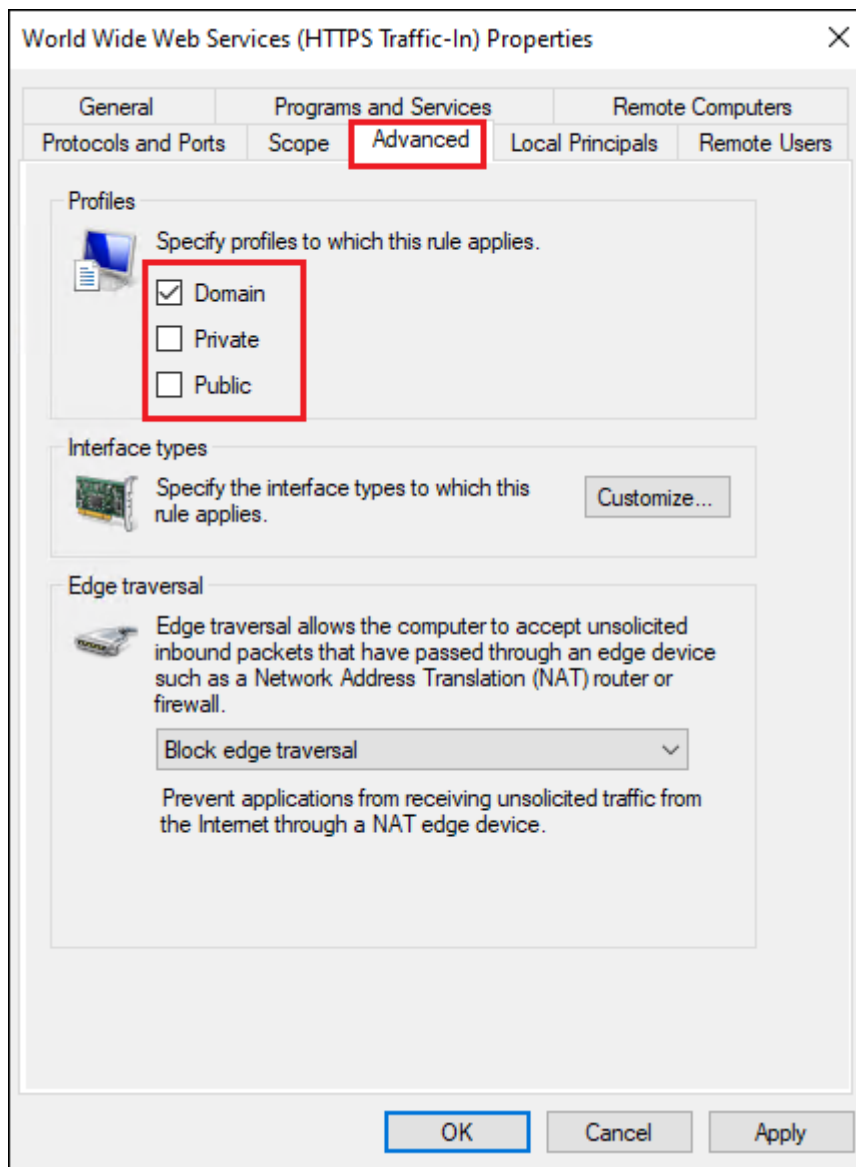 World Wide Web Services (HTTPS Traffic-In) Properties
General
Programs and Services
Remote Computers
Protocols and Ports
Scope
Advanced
Local Principals
Remote Users
Profiles
Specify profiles to which this rule applies.
Domain
Private
Public
Interface types
Specify the interface types to which this
rule applies.
Customize...
Edge traversal
Edge traversal allows the computer to accept unsolicited
inbound packets that have passed through an edge device
such as a Network Address Translation (NAT) router or
firewall.
Block edge traversal
Prevent applications from receiving unsolicited traffic from
the Internet through a NAT edge device.
OK
Cancel
Apply